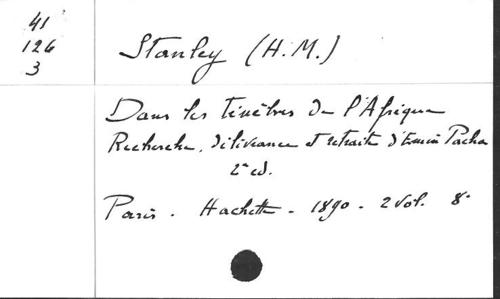 41
126
3
Stanley (H. M.)
Dans les ténèbres de l'Afrique
Recherche, délivrance et retraite d'Emin Pacha
2e ed.
Paris - Hachette - 1890 - 2 vol. 8°